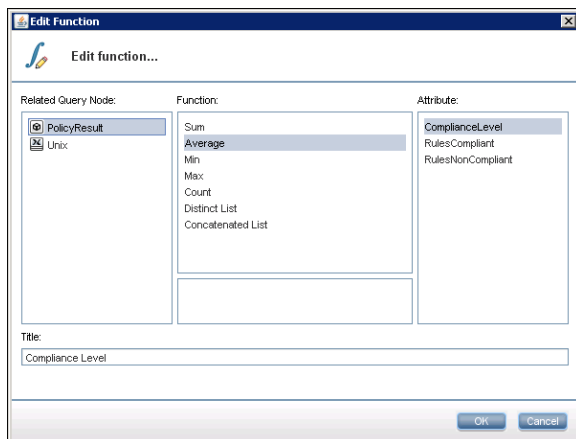 Edit Function
Edit function...
Related Query Node:
Function:
Attribute:
PolicyResult
Unix
Sum
Average
Min
Max
Count
Distinct List
Concatenated List
ComplianceLevel
RulesCompliant
RulesNonCompliant
Title:
Compliance Level
OK
Cancel